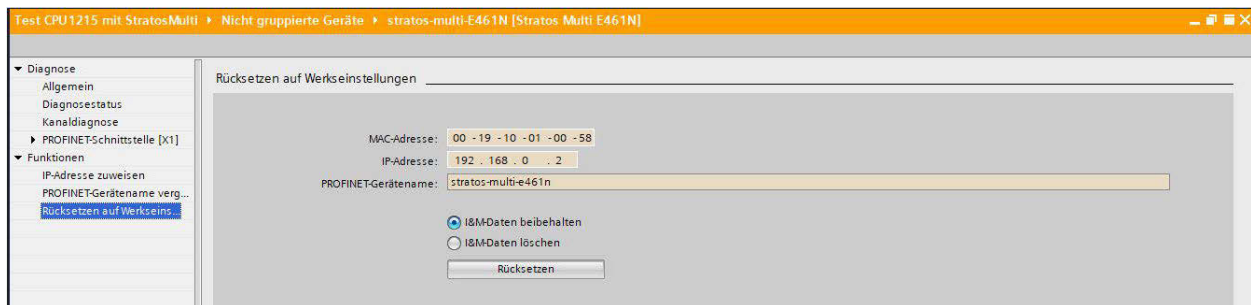 Test CPU1215 mit StratosMulti ▸ Nicht gruppierte Geräte ▸ stratos-multi-E461N [Stratos Multi E461N]
Diagnose
Allgemein
Diagnosestatus
Kanaldiagnose
PROFINET-Schnittstelle [X1]
Funktionen
IP-Adresse zuweisen
PROFINET-Gerätename verg...
Rücksetzen auf Werkseins...
Rücksetzen auf Werkseinstellungen
MAC-Adresse: 00 -19 -10 -01 -00 -58
IP-Adresse: 192 . 168 . 0 . 2
PROFINET-Gerätename: stratos-multi-e461n
I&M-Daten beibehalten
I&M-Daten löschen
Rücksetzen